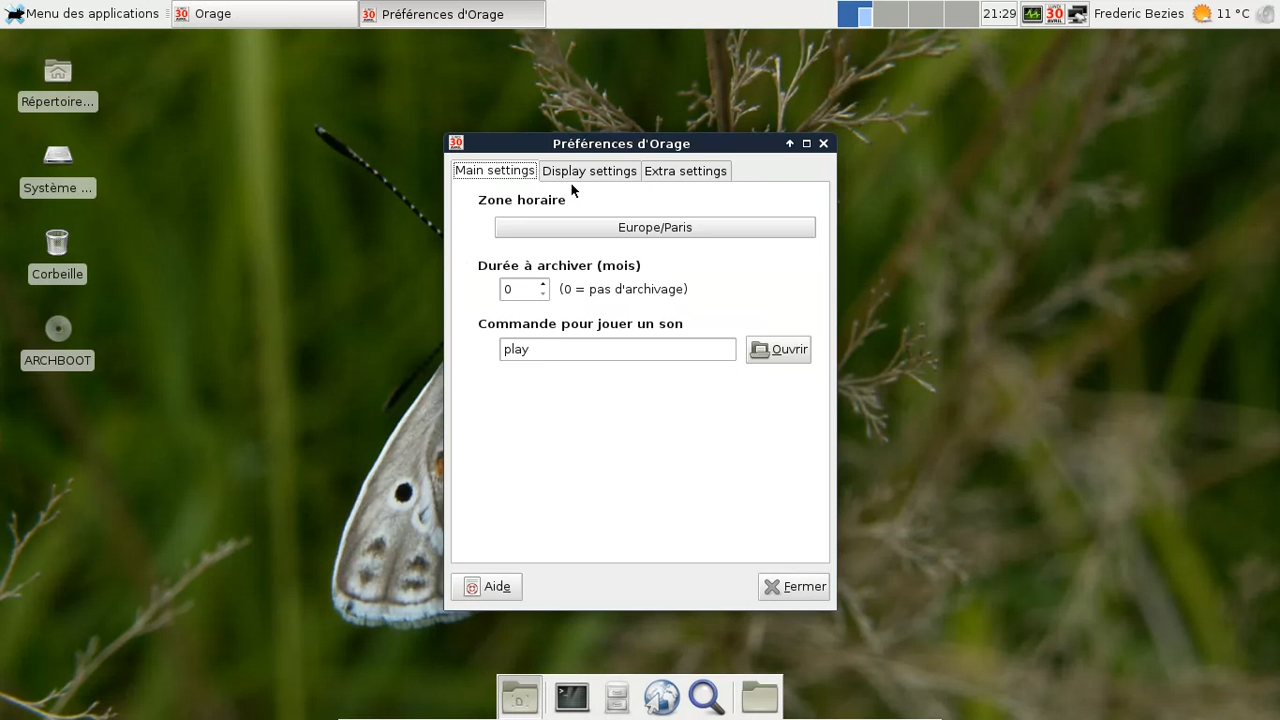 Menu des applications
Orage
Préférences d'Orage
21:29
30
Frederic Bezies
11 °C
Répertoire...
Système ...
Corbeille
ARCHBOOT
Préférences d'Orage
Main settings
Display settings
Extra settings
Zone horaire
Europe/Paris
Durée à archiver (mois)
0
(0 = pas d'archivage)
Commande pour jouer un son
play
Ouvrir
Aide
Fermer